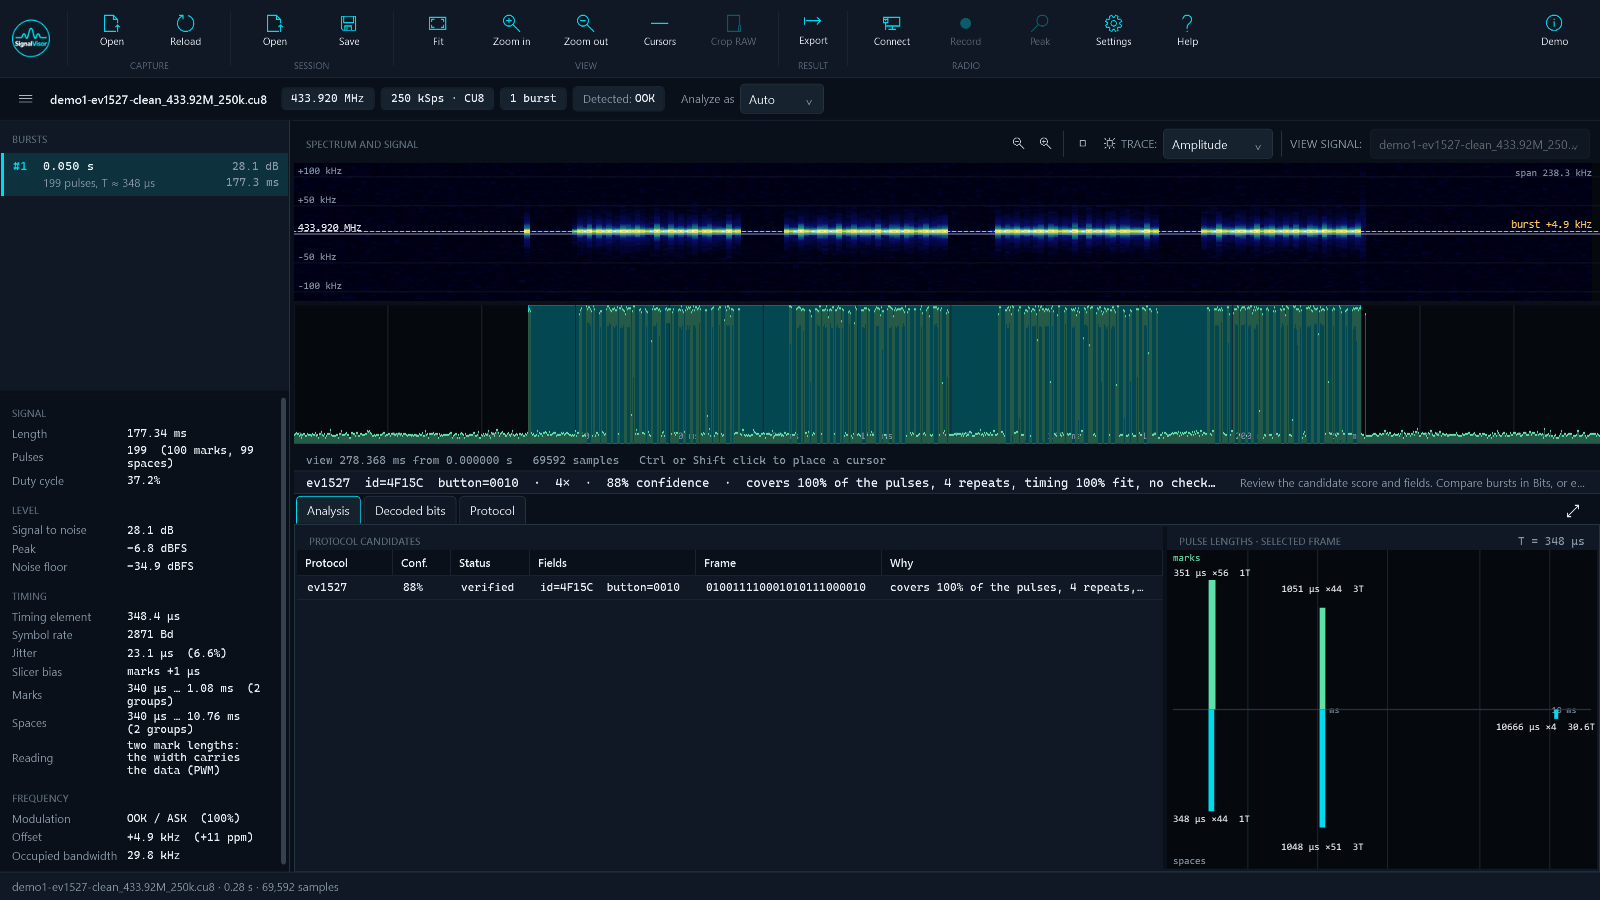 SignalVisor
Open
Reload
Open
Save
Fit
Zoom in
Zoom out
Cursors
Crop RAW
Export
Connect
Record
Peak
Settings
Help
Demo
CAPTURE
SESSION
VIEW
RESULT
RADIO
demo1-ev1527-clean_433.92M_250k.cu8
433.920 MHz
250 kSps · CU8
1 burst
Detected: OOK
Analyze as
Auto
BURSTS
#1 0.050 s 28.1 dB
199 pulses, T ≈ 348 µs 177.3 ms
SPECTRUM AND SIGNAL
TRACE:
Amplitude
VIEW SIGNAL:
demo1-ev1527-clean_433.92M_250...
+100 kHz
span 238.3 kHz
+50 kHz
433.920 MHz
burst +4.9 kHz
-50 kHz
-100 kHz
view 278.368 ms from 0.000000 s 69592 samples Ctrl or Shift click to place a cursor
ev1527 id=4F15C button=0010 · 4× · 88% confidence · covers 100% of the pulses, 4 repeats, timing 100% fit, no check…
Review the candidate score and fields. Compare bursts in Bits, or e...
Analysis
Decoded bits
Protocol
PROTOCOL CANDIDATES
Protocol Conf. Status Fields Frame Why
ev1527 88% verified id=4F15C button=0010 010011110001010111000010 covers 100% of the pulses, 4 repeats,…
PULSE LENGTHS · SELECTED FRAME
T = 348 µs
marks
351 µs ×56 1T
1051 µs ×44 3T
ms
10 ms
10666 µs ×4 30.6T
348 µs ×44 1T
1048 µs ×51 3T
spaces
SIGNAL
Length 177.34 ms
Pulses 199 (100 marks, 99
spaces)
Duty cycle 37.2%
LEVEL
Signal to noise 28.1 dB
Peak −6.8 dBFS
Noise floor −34.9 dBFS
TIMING
Timing element 348.4 µs
Symbol rate 2871 Bd
Jitter 23.1 µs (6.6%)
Slicer bias marks +1 µs
Marks 340 µs … 1.08 ms (2
groups)
Spaces 340 µs … 10.76 ms
(2 groups)
Reading two mark lengths:
the width carries
the data (PWM)
FREQUENCY
Modulation OOK / ASK (100%)
Offset +4.9 kHz (+11 ppm)
Occupied bandwidth 29.8 kHz
demo1-ev1527-clean_433.92M_250k.cu8 · 0.28 s · 69,592 samples